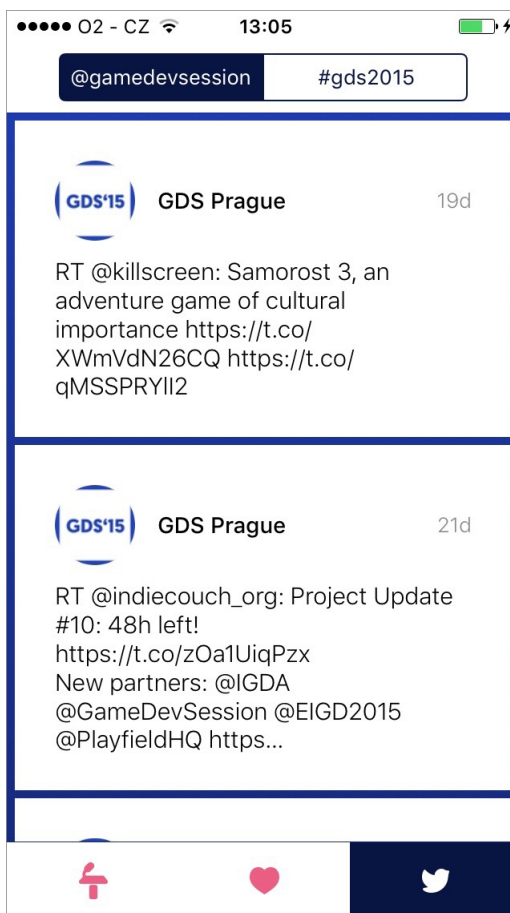 O2 - CZ 13:05
@gamedevsession #gds2015
GDS'15 GDS Prague 19d
RT @killscreen: Samorost 3, an
adventure game of cultural
importance https://t.co/
XWmVdN26CQ https://t.co/
qMSSPRYlI2
GDS'15 GDS Prague 21d
RT @indiecouch_org: Project Update
#10: 48h left!
https://t.co/zOa1UiqPzx
New partners: @IGDA
@GameDevSession @EIGD2015
@PlayfieldHQ https...